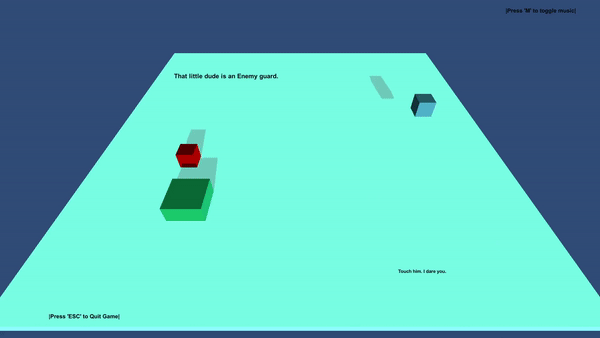 |Press 'M' to toggle music|
That little dude is an Enemy guard.
Touch him. I dare you.
|Press 'ESC' to Quit Game|